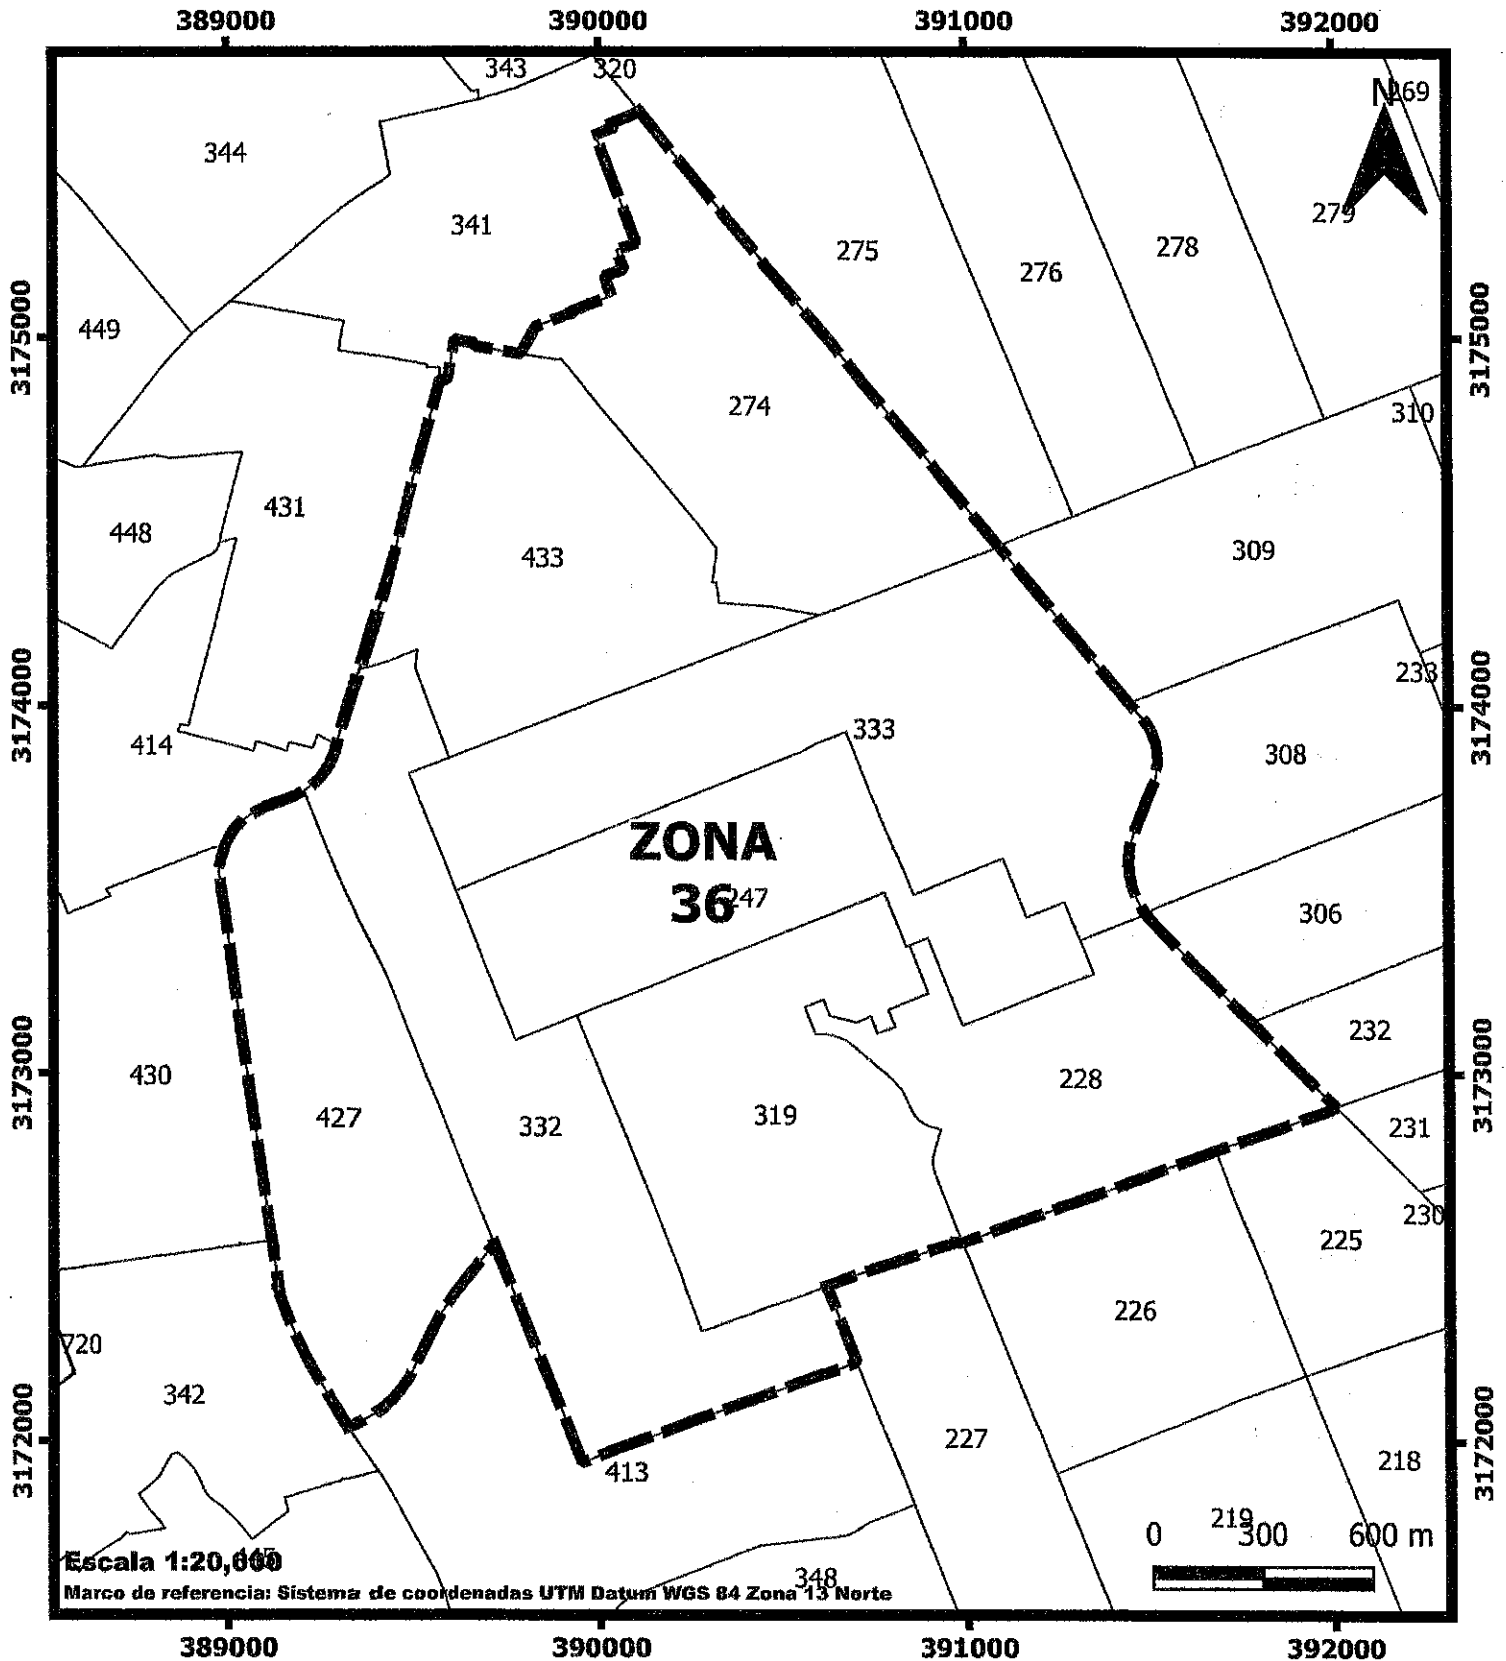 389000 390000 391000 392000
343 320
N 269
344
279
341
275 278
276
3175000 449 3175000
274 310
431
448
433 309
3174000 233 3174000
414 333 308
ZONA
36 247
306
232
3173000 430 228 3173000
427 332 319 231
230
225
226
720
342
227
3172000 413 218 3172000
219
0 300 600 m
Escala 1:20,000
348
Marco de referencia: Sistema de coordenadas UTM Datum WGS 84 Zona 13 Norte
389000 390000 391000 392000